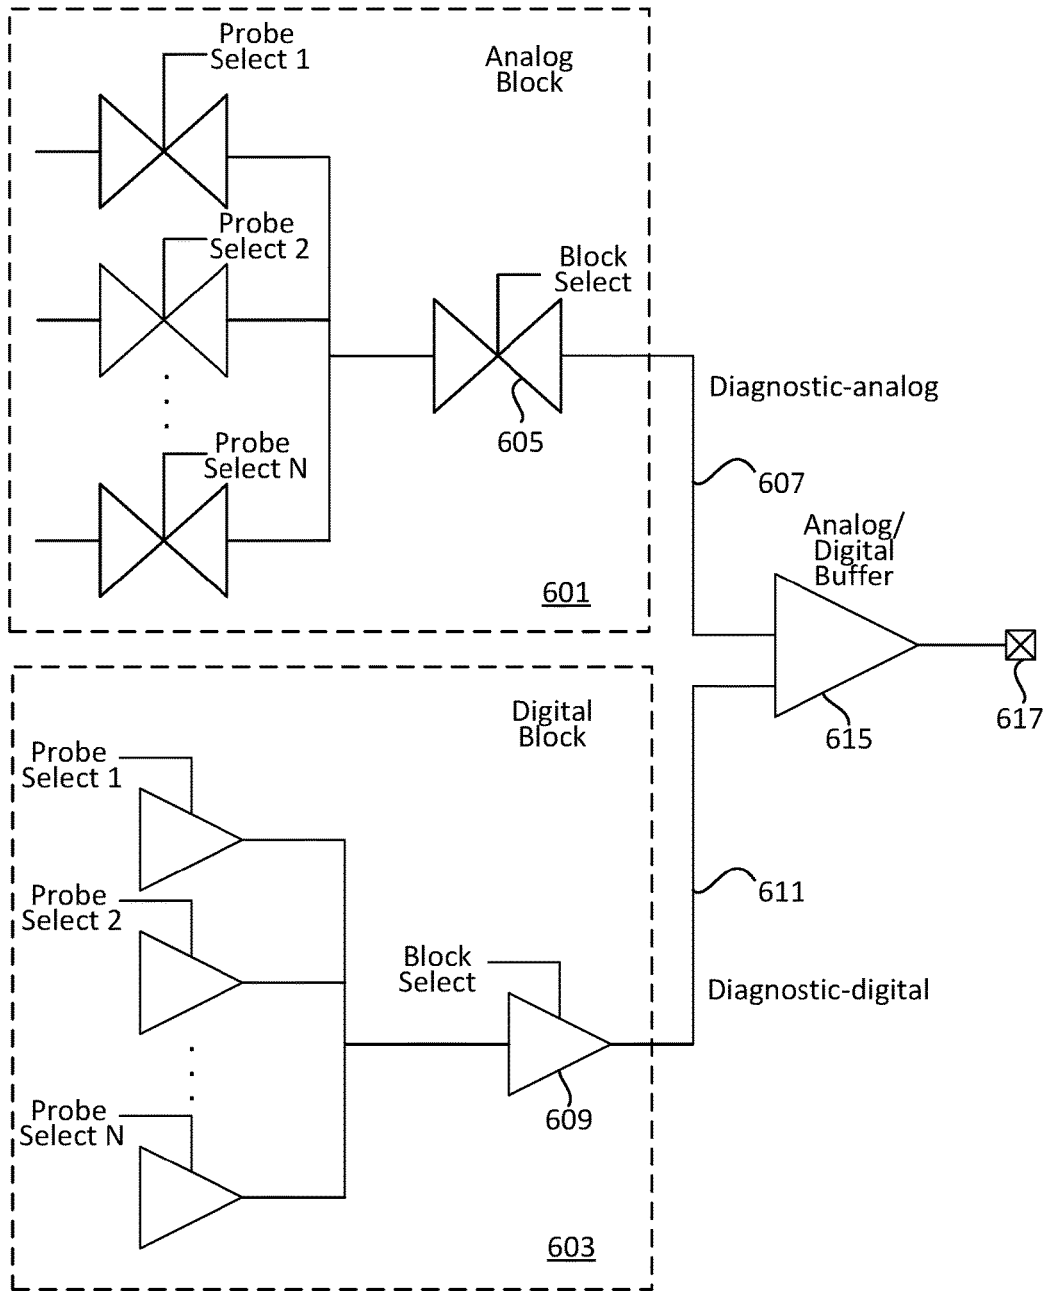 Probe
Select 1
Analog
Block
Probe
Select 2
Block
Select
Diagnostic-analog
605
Probe
Select N
607
Analog/
Digital
Buffer
601
617
615
Digital
Block
Probe
Select 1
611
Probe
Select 2
Block
Select
Diagnostic-digital
Probe
Select N
609
603